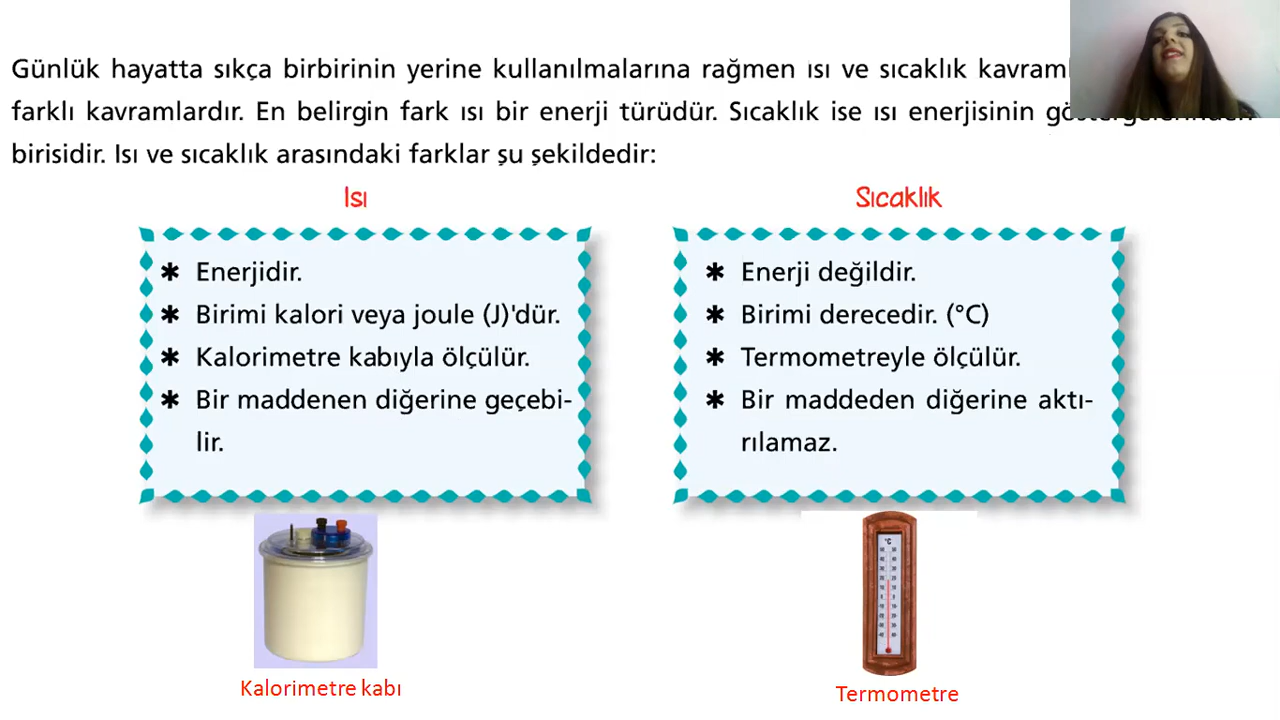 Günlük hayatta sıkça birbirinin yerine kullanılmalarına rağmen ısı ve sıcaklık
farklı kavramlardır. En belirgin fark ısı bir enerji türüdür. Sıcaklık ise ısı enerjisinin
birisidir. Isı ve sıcaklık arasındaki farklar şu şekildedir:
Isı
✱ Enerjidir.
✱ Birimi kalori veya joule (J)'dür.
✱ Kalorimetre kabıyla ölçülür.
✱ Bir maddenen diğerine geçebi-
lir.
Kalorimetre kabı
Sıcaklık
✱ Enerji değildir.
✱ Birimi derecedir. (°C)
✱ Termometreyle ölçülür.
✱ Bir maddeden diğerine aktı-
rılamaz.
°C
Termometre